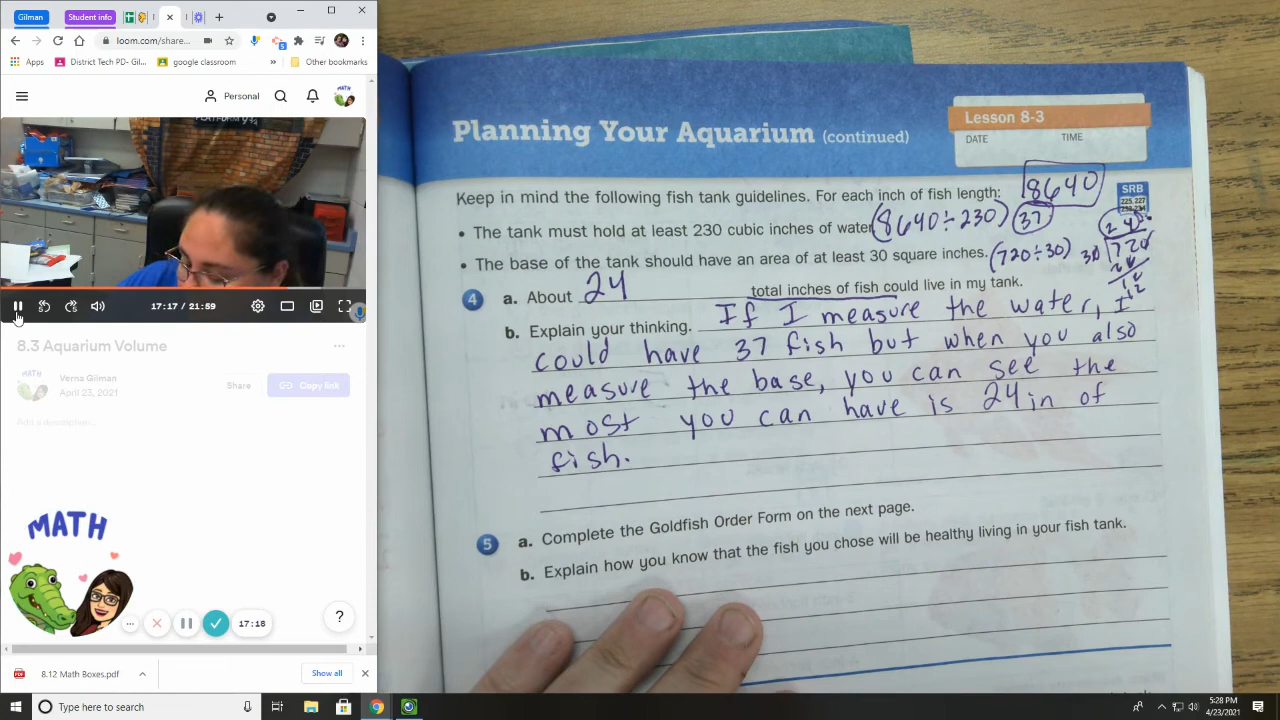 Gilman
Student info
loom.com/share...
5
Apps
District Tech PD- Gil...
google classroom
»
Other bookmarks
MATH
Personal
17:17 / 21:59
8.3 Aquarium Volume
MATH
Verna Gilman
April 23, 2021
Share
Copy link
Add a description...
MATH
17:18
?
8.12 Math Boxes.pdf
Show all
Type here to search
5:28 PM
4/23/2021
Lesson 8-3
DATE TIME
Planning Your Aquarium (continued)
Keep in mind the following fish tank guidelines. For each inch of fish length:
8640
SRB
225, 227
• The tank must hold at least 230 cubic inches of water.
(8640÷230) 37
• The base of the tank should have an area of at least 30 square inches.
(720÷30) 30 720
24
12
4 a. About 24 total inches of fish could live in my tank.
b. Explain your thinking. If I measure the water, I
could have 37 fish but when you also
measure the base, you can see the
most you can have is 24 in of
fish.
5 a. Complete the Goldfish Order Form on the next page.
b. Explain how you know that the fish you chose will be healthy living in your fish tank.